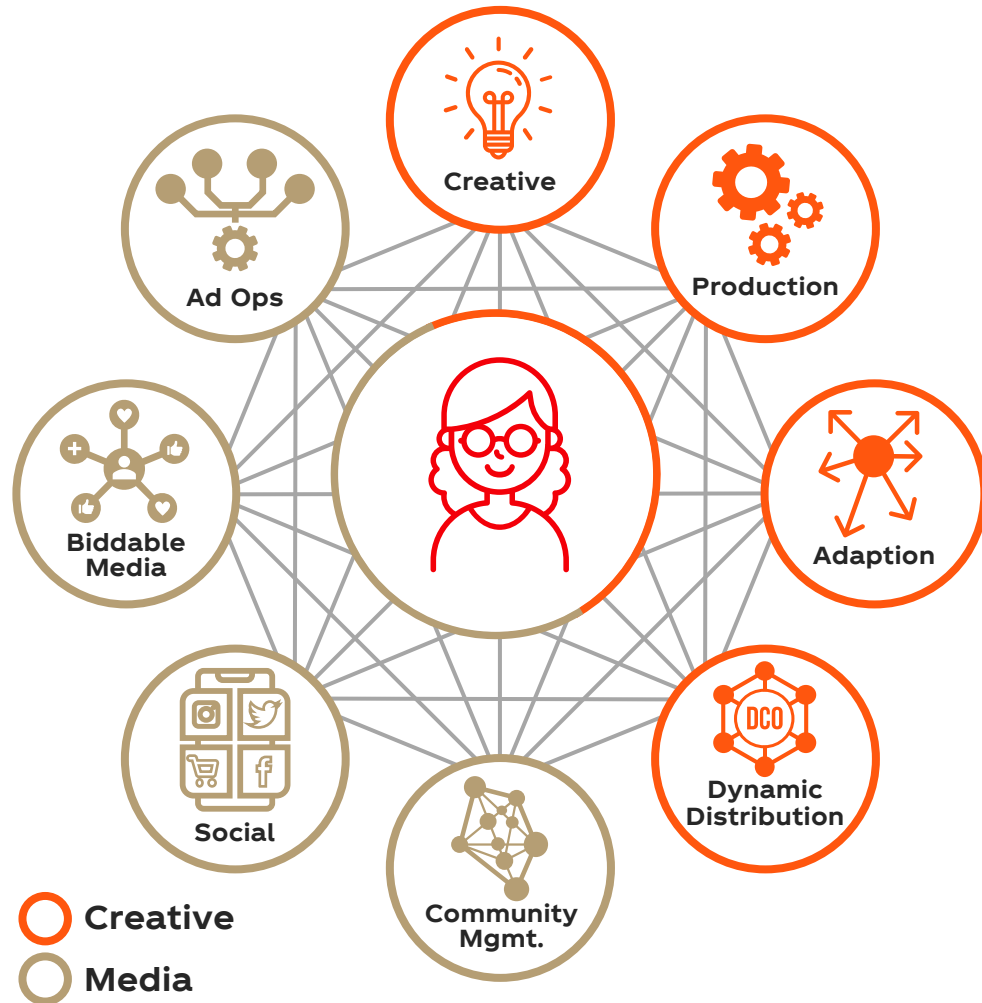 Creative
Production
Adaption
DCO
Dynamic
Distribution
Community
Mgmt.
Social
Biddable
Media
Ad Ops
Creative
Media